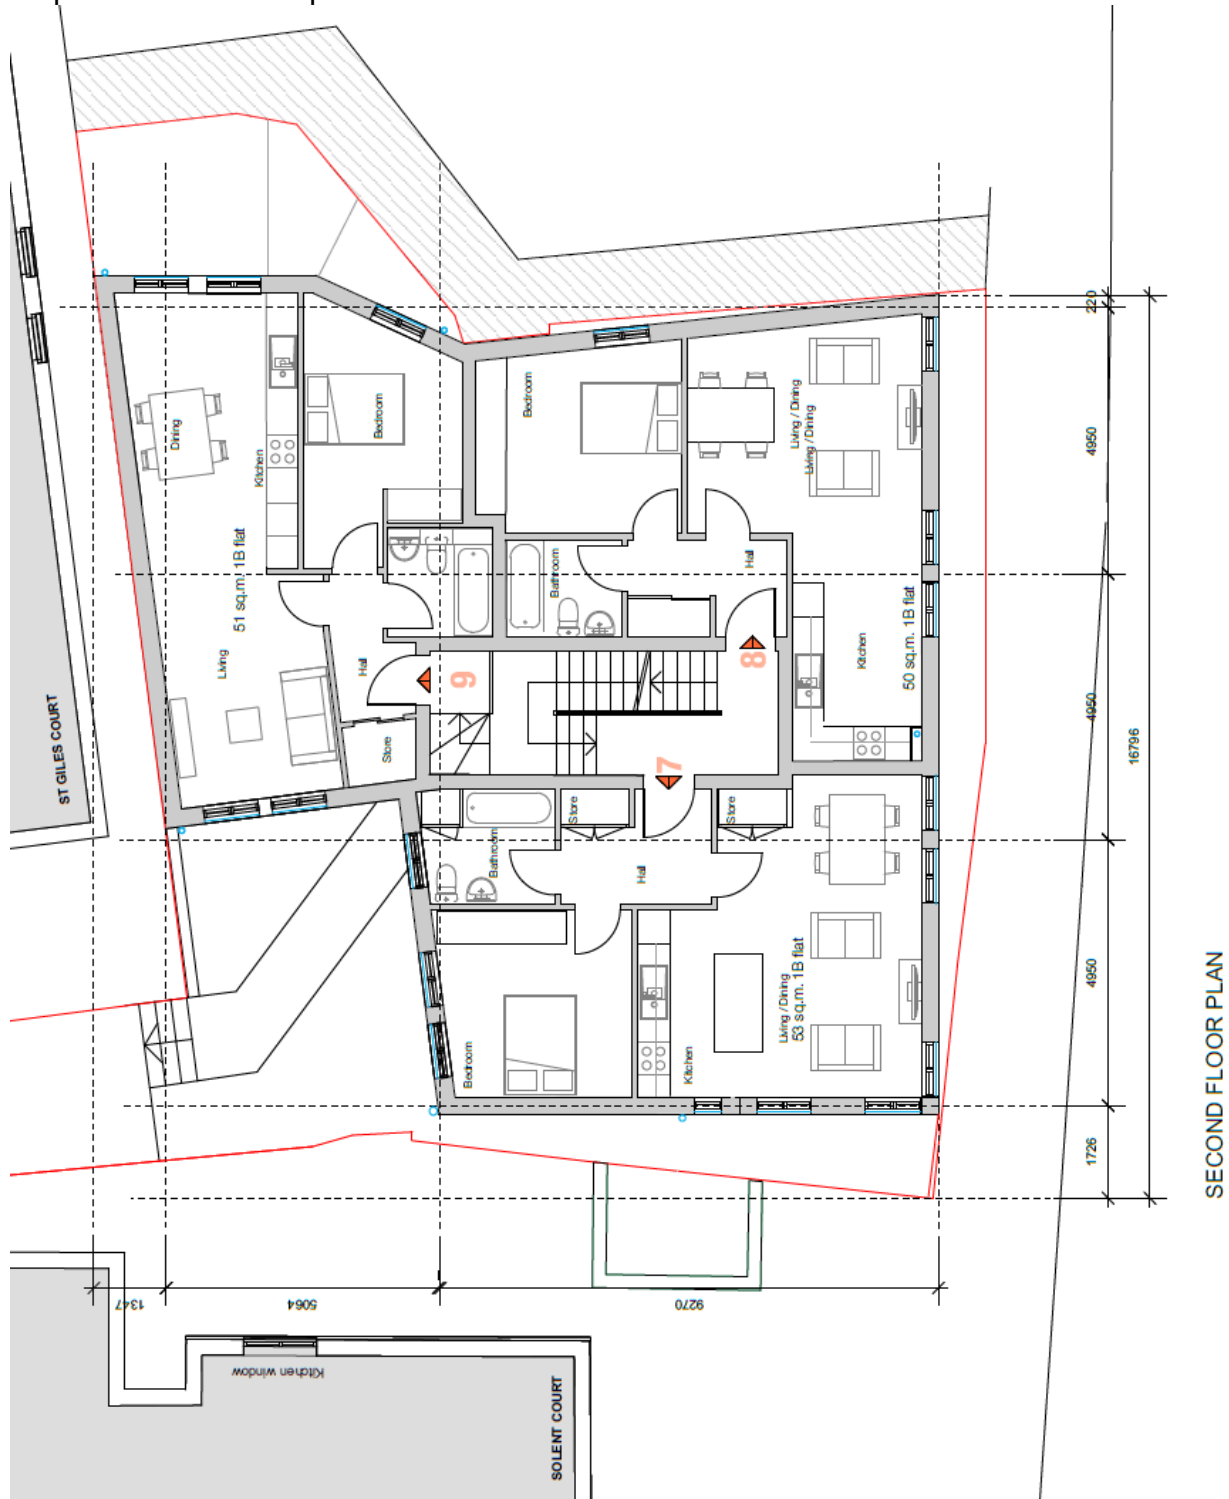 ST GILES COURT
Dining
Kitchen
51 sq.m. 1B flat
Living
Bedroom
Hall
Store
9
Bedroom
Bathroom
Living / Dining
Living / Dining
Hall
Kitchen
50 sq.m. 1B flat
8
7
Store
Bathroom
Hall
Store
Bedroom
Living / Dining
53 sq.m. 1B flat
Kitchen
220
4950
4950
4950
1726
16796
1347
5064
9270
Kitchen window
SOLENT COURT
SECOND FLOOR PLAN